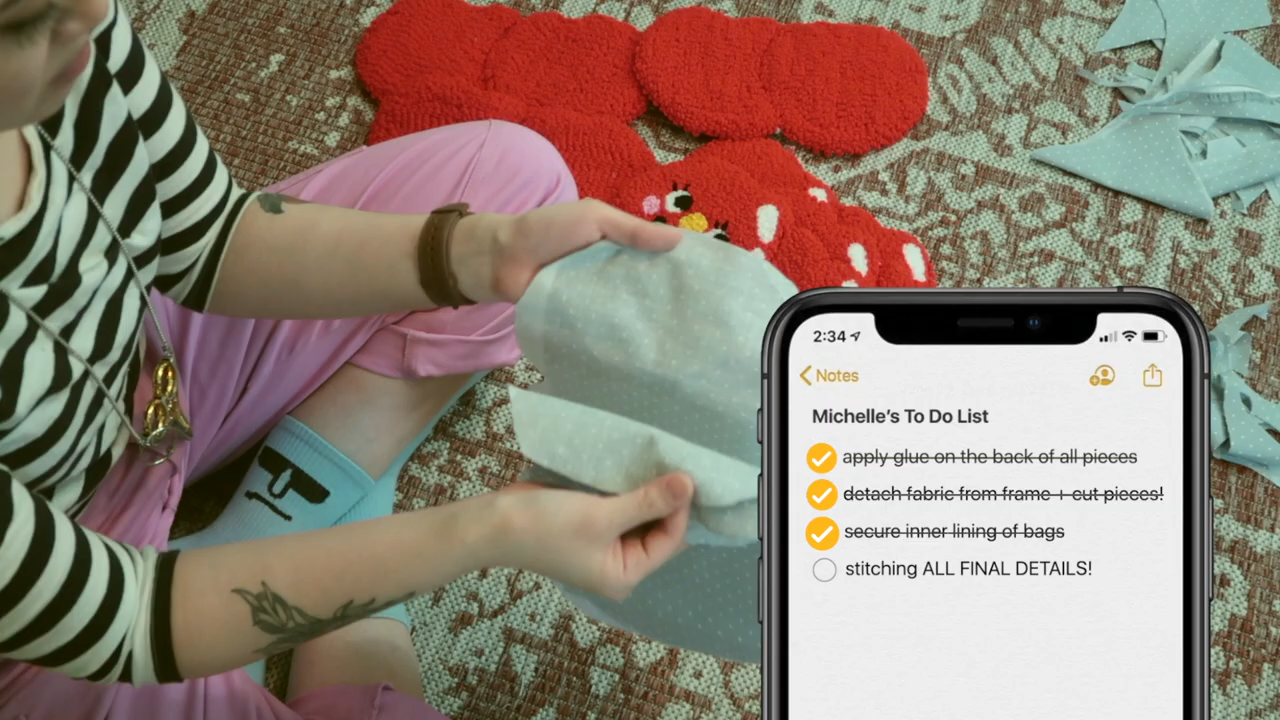 2:34
Notes
Michelle's To Do List
apply glue on the back of all pieces
detach fabric from frame + cut pieces!
secure inner lining of bags
stitching ALL FINAL DETAILS!